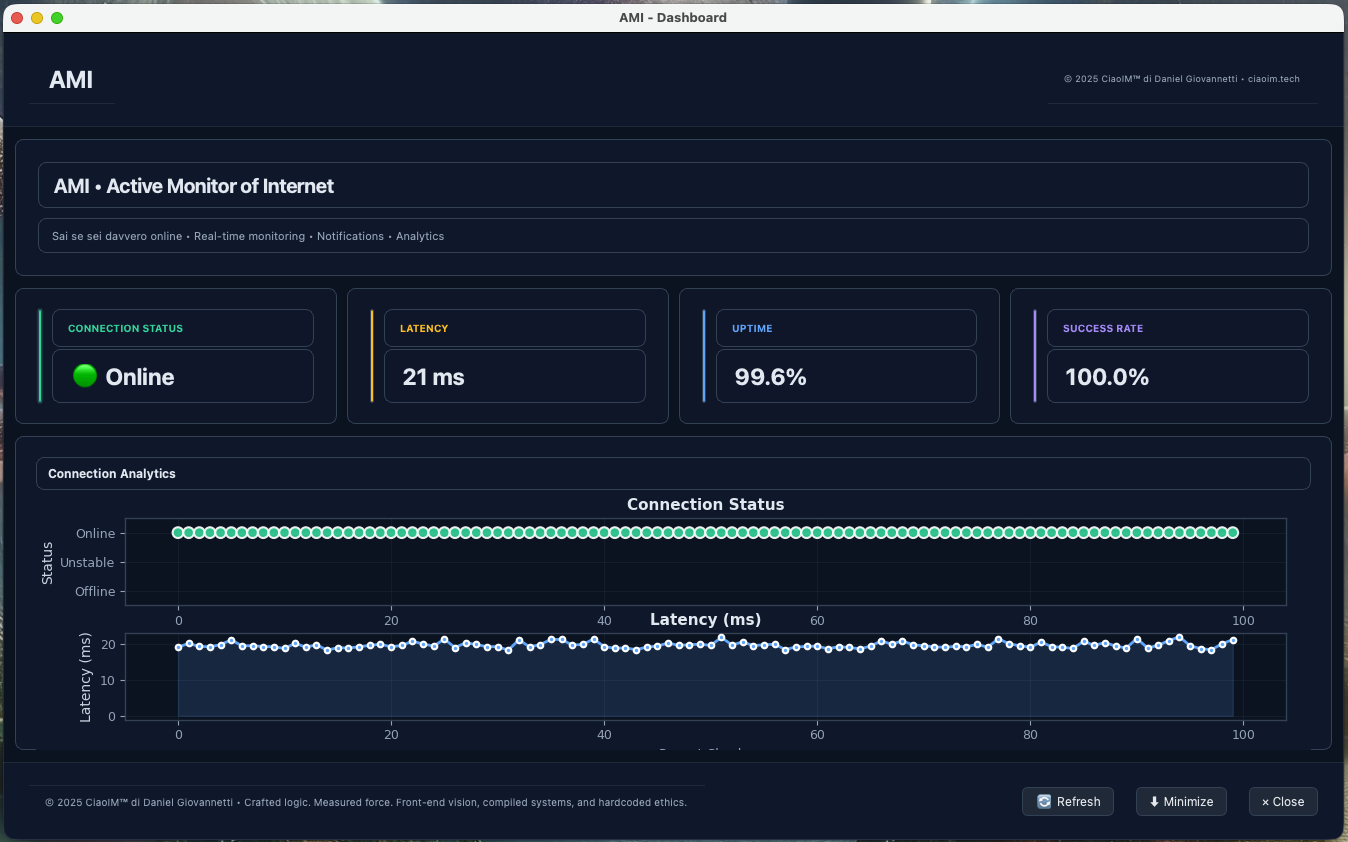 AMI - Dashboard
AMI
© 2025 CiaoIM™ di Daniel Giovannetti • ciaoim.tech
AMI • Active Monitor of Internet
Sai se sei davvero online • Real-time monitoring • Notifications • Analytics
CONNECTION STATUS
Online
LATENCY
21 ms
UPTIME
99.6%
SUCCESS RATE
100.0%
Connection Analytics
Connection Status
Status
Online
Unstable
Offline
0 20 40 60 80 100
Latency (ms)
Latency (ms)
20
10
0
0 20 40 60 80 100
© 2025 CiaoIM™ di Daniel Giovannetti • Crafted logic. Measured force. Front-end vision, compiled systems, and hardcoded ethics.
Refresh
⬇ Minimize
× Close